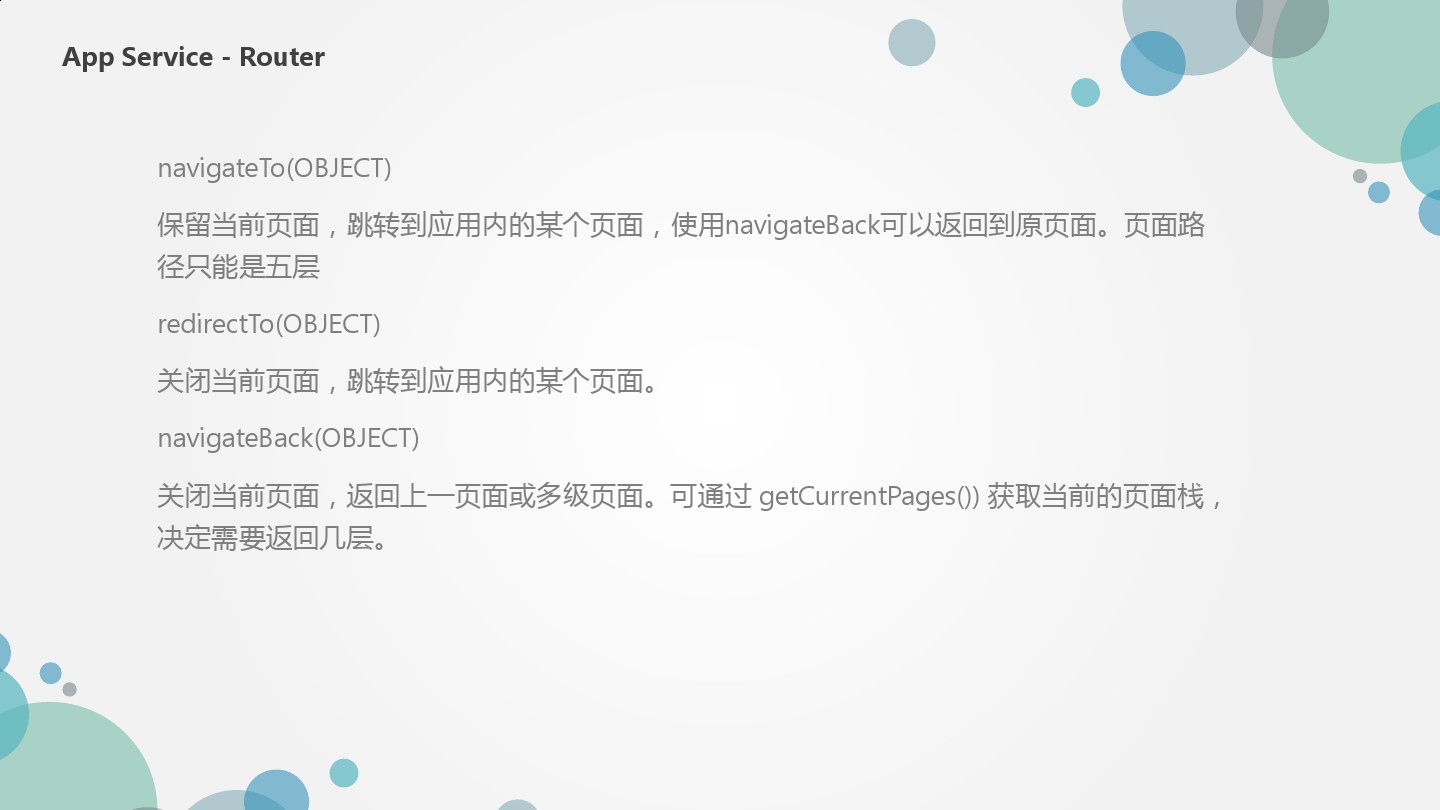 App Service - Router
navigateTo(OBJECT)
保留当前页面，跳转到应用内的某个页面，使用navigateBack可以返回到原页面。页面路
径只能是五层
redirectTo(OBJECT)
关闭当前页面，跳转到应用内的某个页面。
navigateBack(OBJECT)
关闭当前页面，返回上一页面或多级页面。可通过 getCurrentPages()) 获取当前的页面栈，
决定需要返回几层。